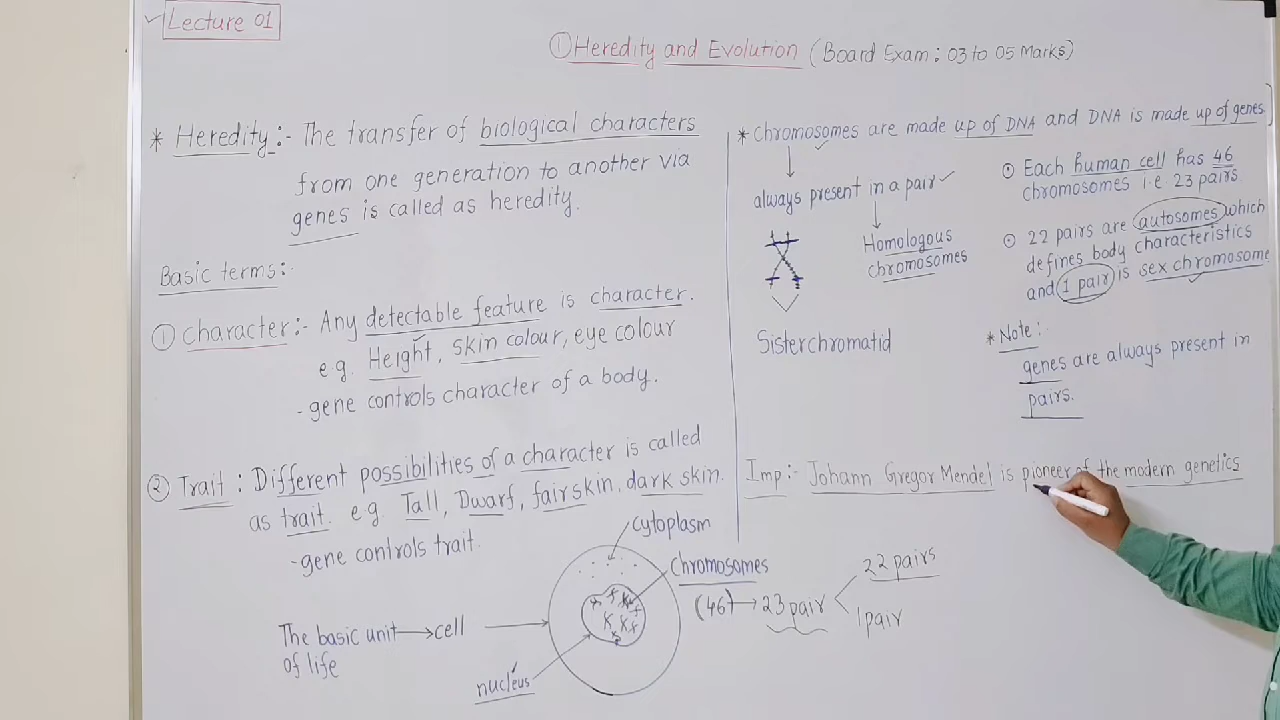 Lecture 01
① Heredity and Evolution (Board Exam: 03 to 05 Marks)
* Heredity :- The transfer of biological characters
from one generation to another via
genes is called as heredity.
Basic terms:-
① Character:- Any detectable feature is character.
e.g. Height, skin colour, eye colour
- gene controls character of a body.
② Trait : Different possibilities of a character is called
as trait. e.g Tall, Dwarf, fair skin, dark skin.
- gene controls trait.
The basic unit → cell
of life
cytoplasm
chromosomes
nucleus
(46) → 23 pair
22 pairs
1 pair
* chromosomes are made up of DNA and DNA is made up of genes
always present in a pair
Homologous
chromosomes
Sisterchromatid
⊙ Each human cell has 46
chromosomes i.e 23 pairs.
⊙ 22 pairs are autosomes which
defines body characteristics
and 1 pair is sex chromosome
* Note:-
genes are always present in
pairs.
Imp:- Johann Gregor Mendel is pioneer of the modern genetics